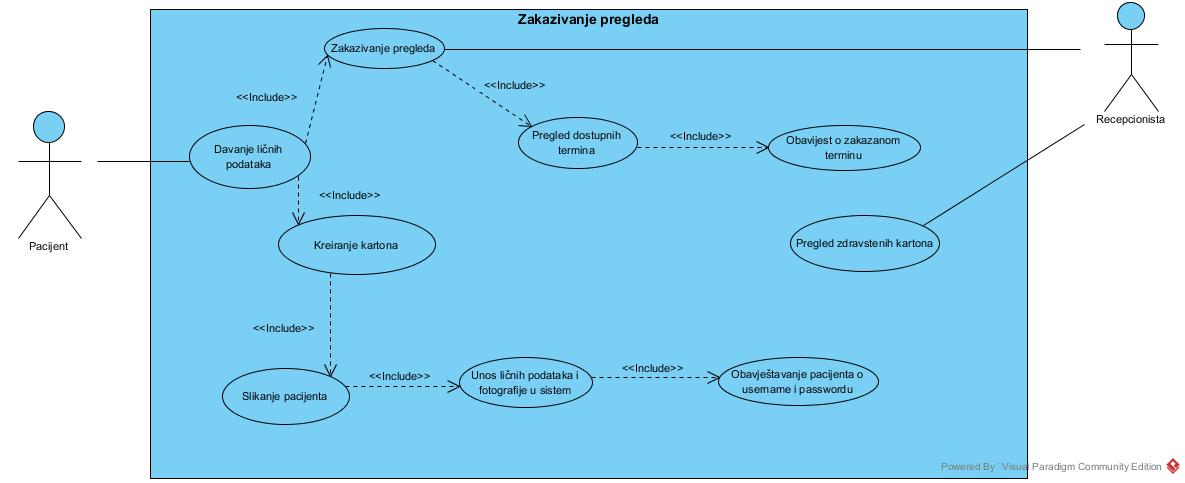 Zakazivanje pregleda
Zakazivanje pregleda
<<Include>>
<<Include>>
Recepcionista
Davanje ličnih
podataka
Pregled dostupnih
termina
<<Include>>
Obavijest o zakazanom
terminu
Pacijent
<<Include>>
Kreiranje kartona
Pregled zdravstenih kartona
<<Include>>
Slikanje pacijenta
<<Include>>
Unos ličnih podataka i
fotografije u sistem
<<Include>>
Obavještavanje pacijenta o
username i passwordu
Powered By Visual Paradigm Community Edition